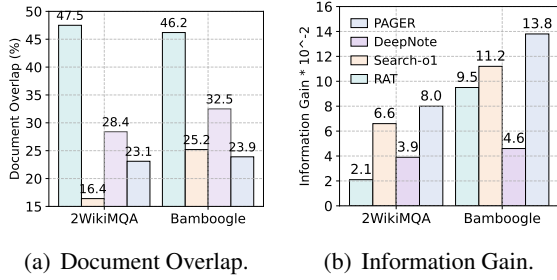 Document Overlap (%)
50
45
40
35
30
25
20
15
47.5
16.4
28.4
23.1
46.2
25.2
32.5
23.9
2WikiMQA
Bamboogle
(a) Document Overlap.
Information Gain * 10^-2
16
14
12
10
8
6
4
2
0
PAGER
DeepNote
Search-o1
RAT
2.1
6.6
3.9
8.0
9.5
11.2
4.6
13.8
2WikiMQA
Bamboogle
(b) Information Gain.